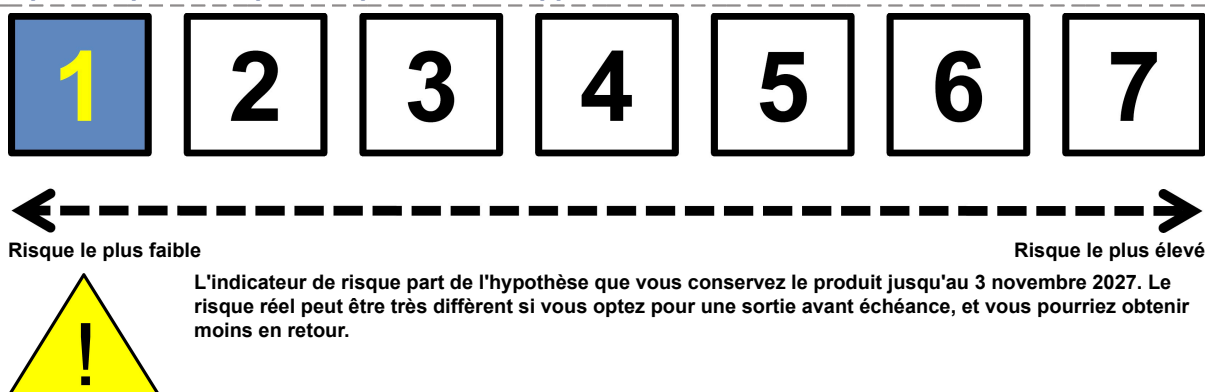 1 2 3 4 5 6 7
Risque le plus faible Risque le plus élevé
L'indicateur de risque part de l'hypothèse que vous conservez le produit jusqu'au 3 novembre 2027. Le
risque réel peut être très diffèrent si vous optez pour une sortie avant échéance, et vous pourriez obtenir
moins en retour.
!